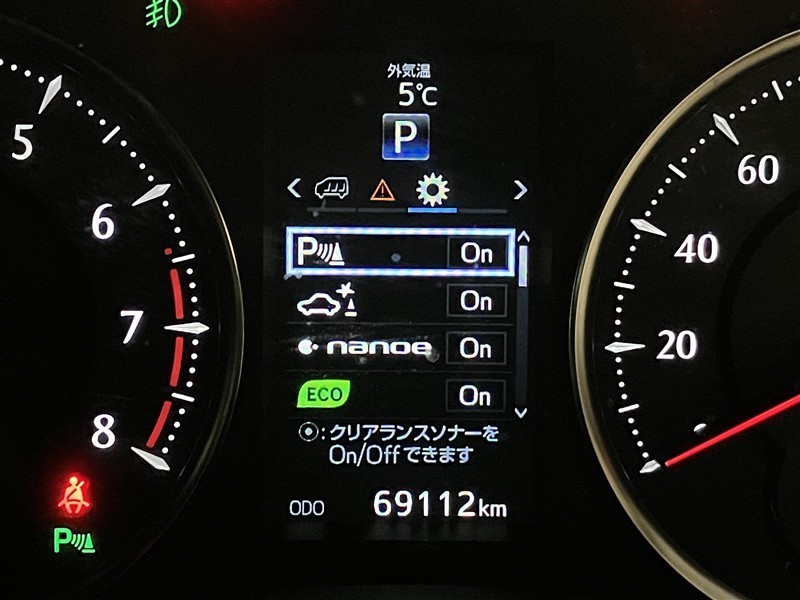 外気温
5℃
P
5
6
7
8
60
40
20
P On
On
nanoe On
ECO On
:クリアランスソナーを
On/Offできます
ODO 69112km
P